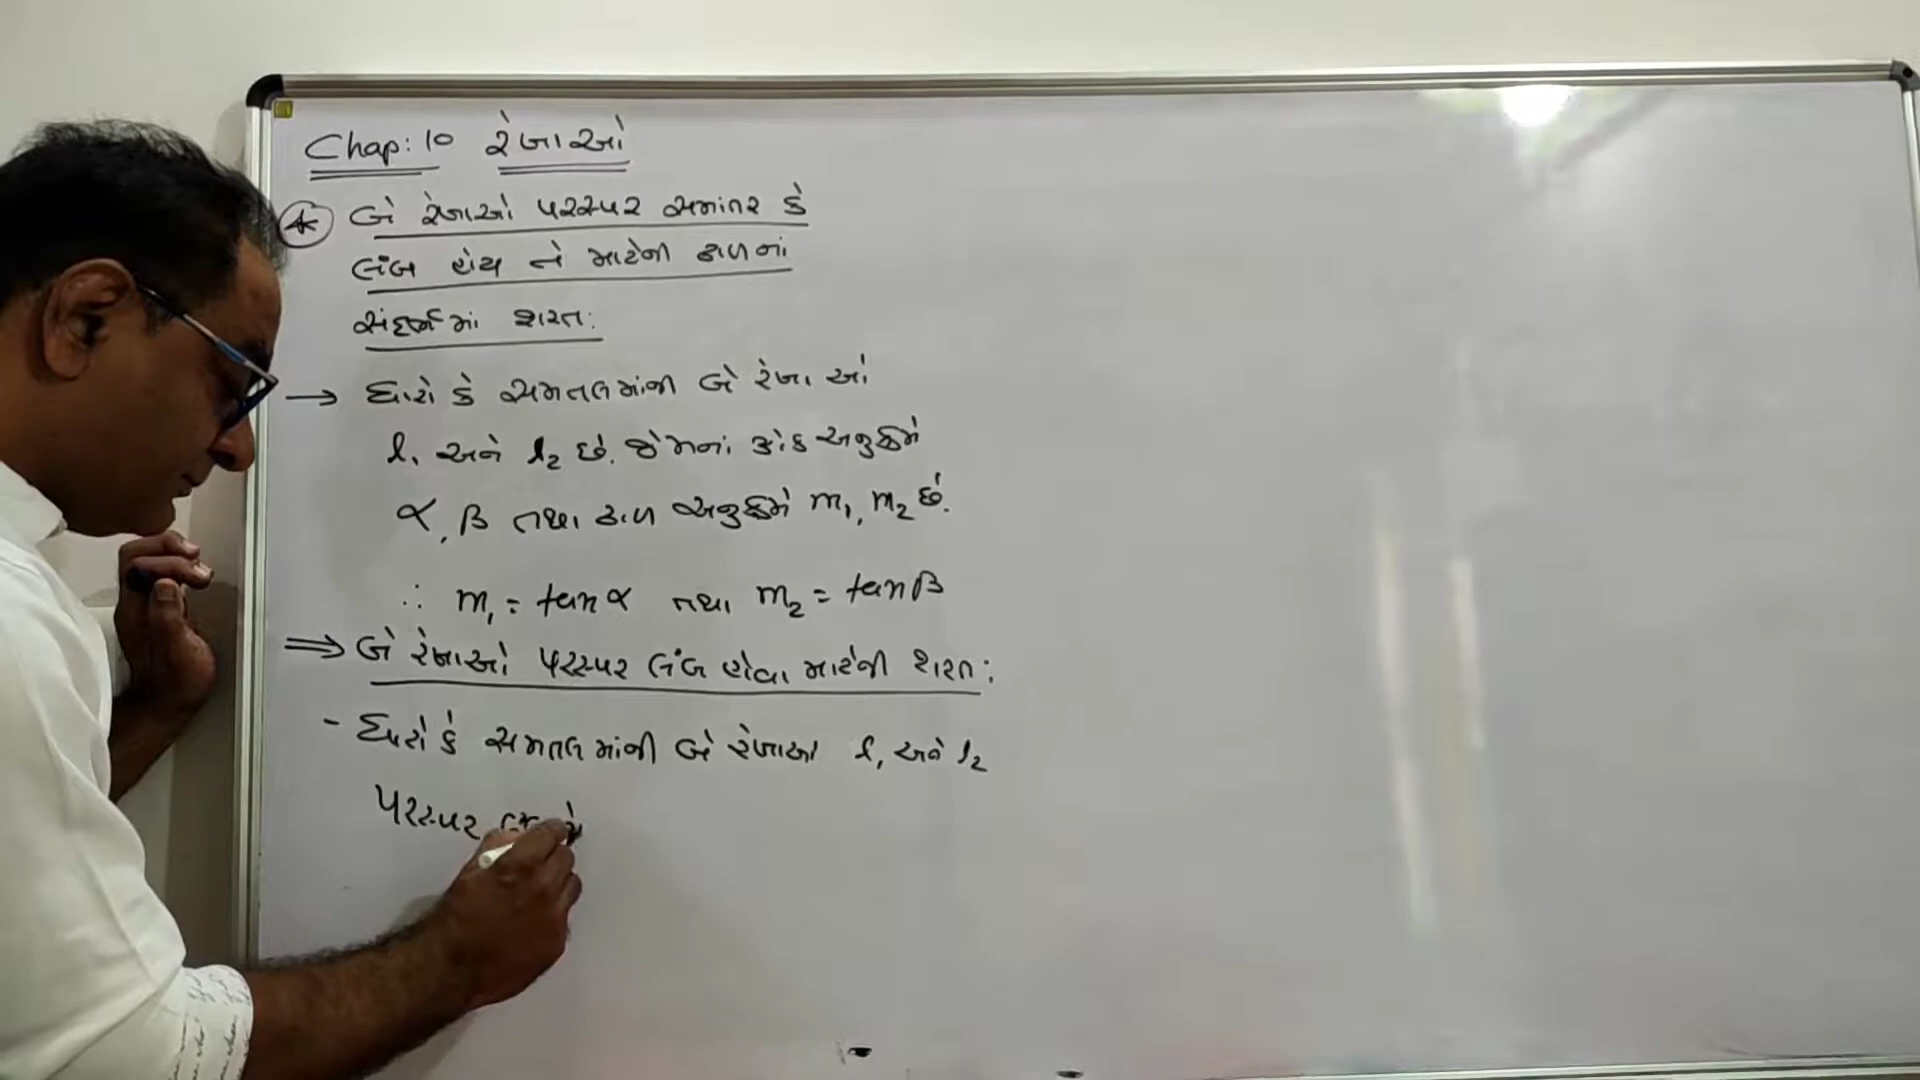 Chap: 10 રેખાઓ
* બે રેખાઓ પરસ્પર સમાંતર કે
લંબ હોય તે માટેની ઢાળનાં
સંદર્ભમાં શરત:
→ ધારો કે સમતલમાંની બે રેખાઓ
l₁ અને l₂ છે. જેમનાં કોણ અનુક્રમે
α, β તથા ઢાળ અનુક્રમે m₁, m₂ છે.
∴ m₁ = tan α તથા m₂ = tan β
⇒ બે રેખાઓ પરસ્પર લંબ હોવા માટેની શરત:
- ધારો કે સમતલમાંની બે રેખાઓ l₁ અને l₂
પરસ્પર